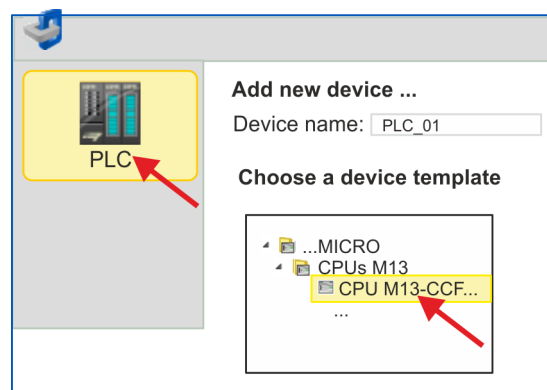 PLC
Add new device ...
Device name: PLC_01
Choose a device template
...MICRO
CPUs M13
CPU M13-CCF...
...